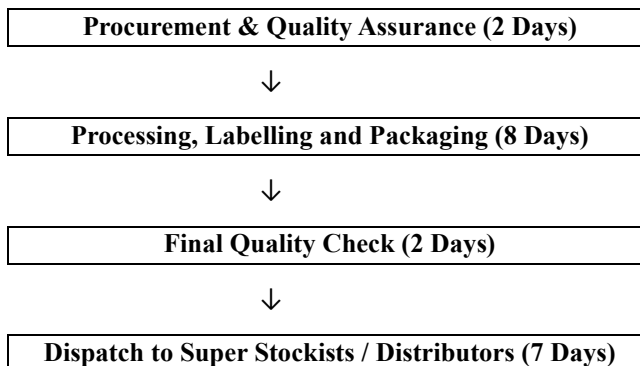 Procurement & Quality Assurance (2 Days)
↓
Processing, Labelling and Packaging (8 Days)
↓
Final Quality Check (2 Days)
↓
Dispatch to Super Stockists / Distributors (7 Days)